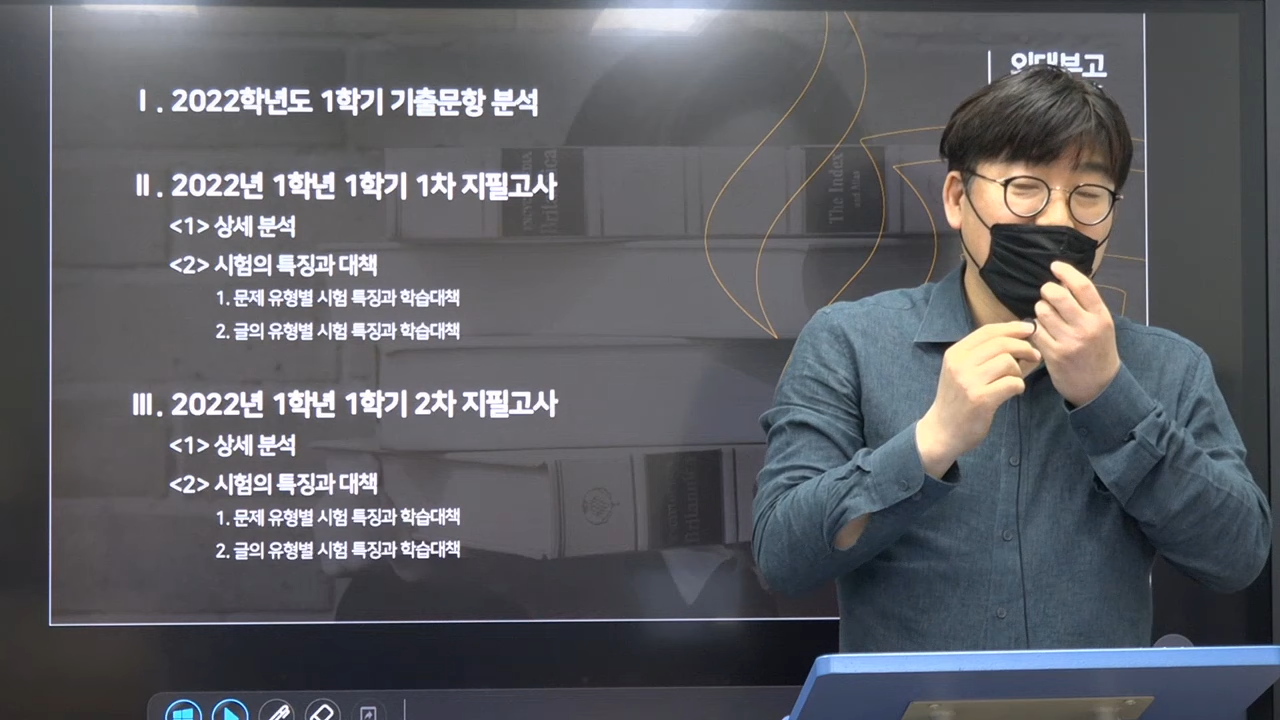 외대부고
Ⅰ. 2022학년도 1학기 기출문항 분석
Ⅱ. 2022년 1학년 1학기 1차 지필고사
<1> 상세 분석
<2> 시험의 특징과 대책
1. 문제 유형별 시험 특징과 학습대책
2. 글의 유형별 시험 특징과 학습대책
Ⅲ. 2022년 1학년 1학기 2차 지필고사
<1> 상세 분석
<2> 시험의 특징과 대책
1. 문제 유형별 시험 특징과 학습대책
2. 글의 유형별 시험 특징과 학습대책
The Index